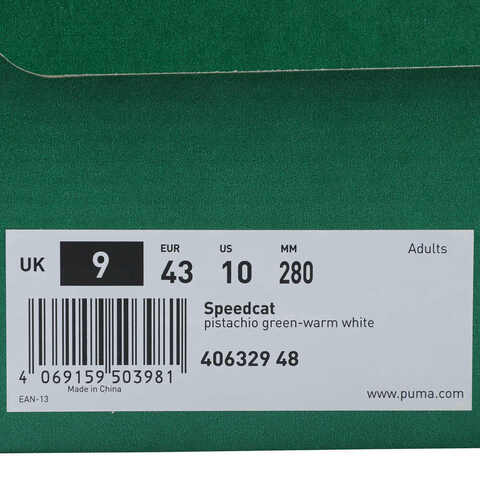 EUR US MM
UK 9 43 10 280 Adults
Speedcat
pistachio green-warm white
406329 48
4 069159 503981
Made in China
EAN-13
www.puma.com